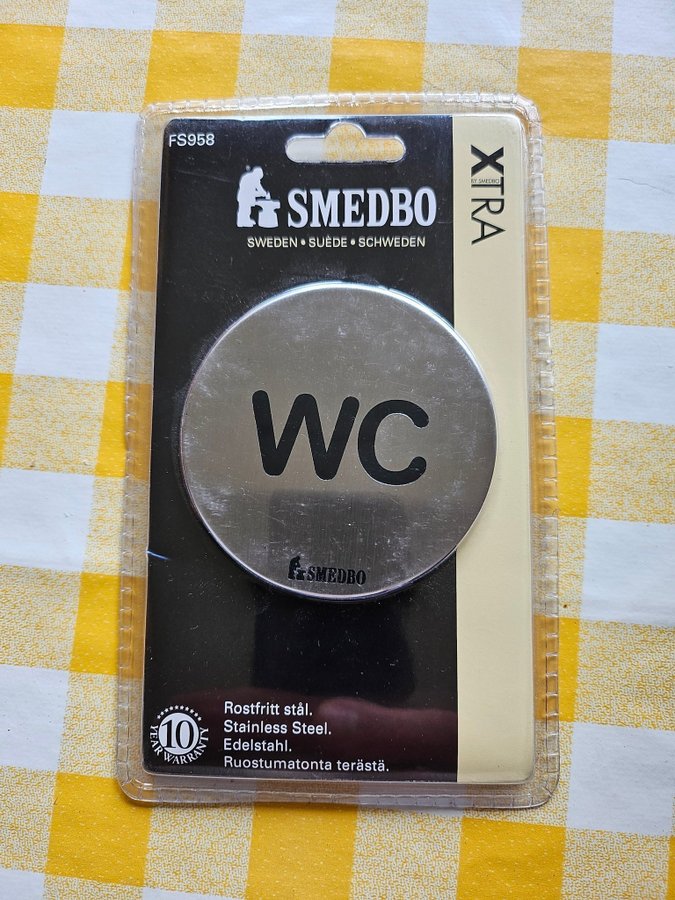 FS958
SMEDBO
SWEDEN • SUÈDE • SCHWEDEN
XTRA
BY SMEDBO
WC
SMEDBO
10
YEAR WARRANTY
Rostfritt stål.
Stainless Steel.
Edelstahl.
Ruostumatonta terästä.